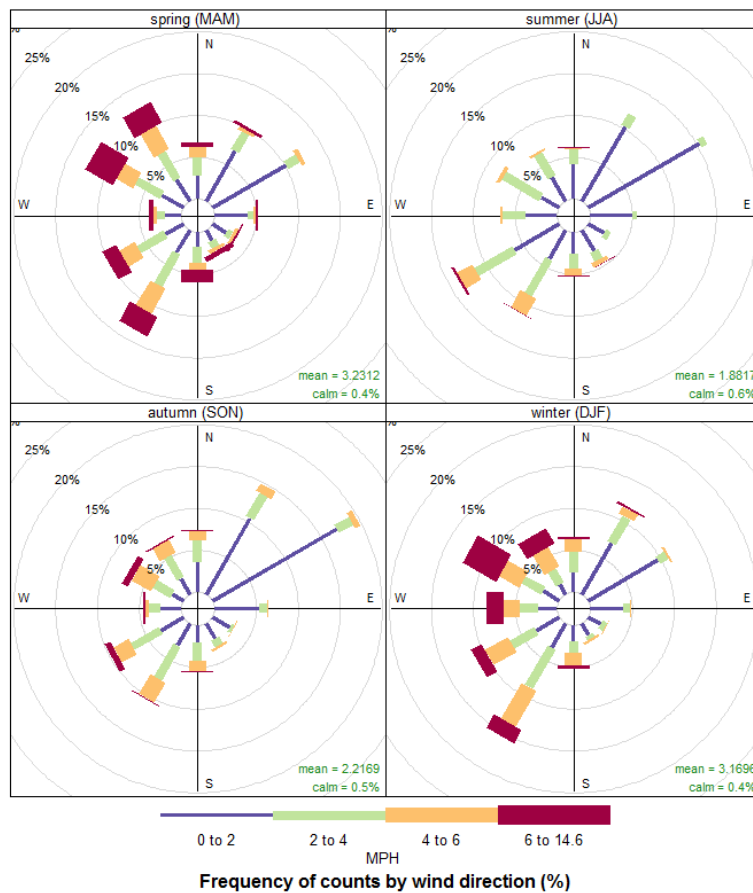 spring (MAM)
%
25%
20%
15%
10%
5%
N
W
E
S
mean = 3.2312
calm = 0.4%
summer (JJA)
%
25%
20%
15%
10%
5%
N
W
E
S
mean = 1.8817
calm = 0.6%
autumn (SON)
%
25%
20%
15%
10%
5%
N
W
E
S
mean = 2.2169
calm = 0.5%
winter (DJF)
%
25%
20%
15%
10%
5%
N
W
E
S
mean = 3.1696
calm = 0.4%
0 to 2 2 to 4 4 to 6 6 to 14.6
MPH
Frequency of counts by wind direction (%)